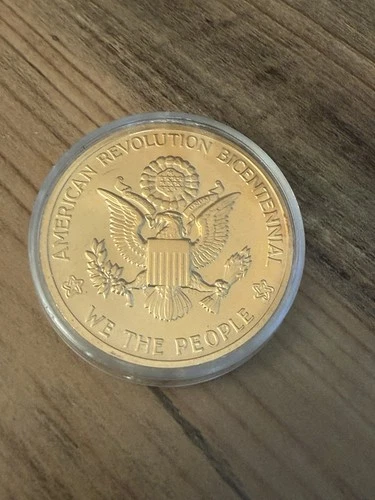 AMERICAN REVOLUTION BICENTENNIAL
WE THE PEOPLE